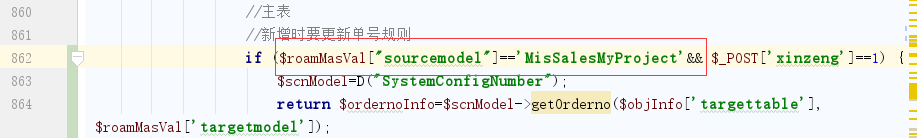 860 //主表
861 //新增时要更新单号规则
862 if ($roamMasVal["sourcemodel"]=='MisSalesMyProject'&& $_POST['xinzeng']==1) {
863 $scnModel=D("SystemConfigNumber");
864 return $ordernoInfo=$scnModel->getOrderno($objInfo['targettable'],
$roamMasVal['targetmodel']);